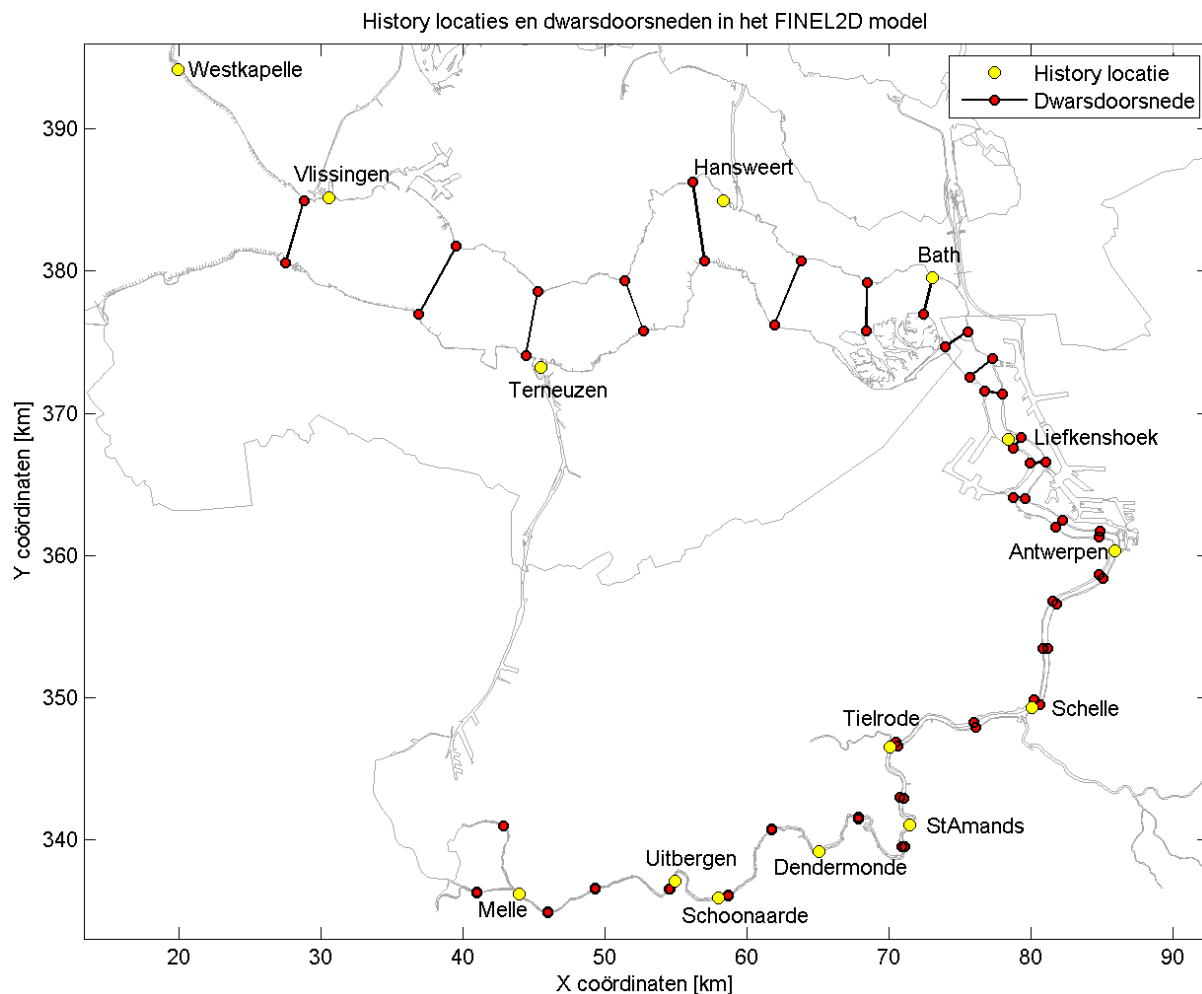 History locaties en dwarsdoorsneden in het FINEL2D model
History locatie
Dwarsdoorsnede
Westkapelle
Vlissingen
Hansweert
Bath
Terneuzen
Liefkenshoek
Antwerpen
Schelle
Tielrode
StAmands
Dendermonde
Uitbergen
Schoonaarde
Melle
390
380
370
360
350
340
Y coördinaten [km]
20 30 40 50 60 70 80 90
X coördinaten [km]